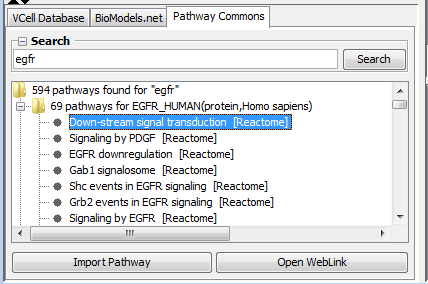 VCell Database BioModels.net Pathway Commons
Search
egfr Search
594 pathways found for "egfr"
69 pathways for EGFR_HUMAN(protein,Homo sapiens)
Down-stream signal transduction [Reactome]
Signaling by PDGF [Reactome]
EGFR downregulation [Reactome]
Gab1 signalosome [Reactome]
Shc events in EGFR signaling [Reactome]
Grb2 events in EGFR signaling [Reactome]
Signaling by EGFR [Reactome]
Import Pathway Open WebLink